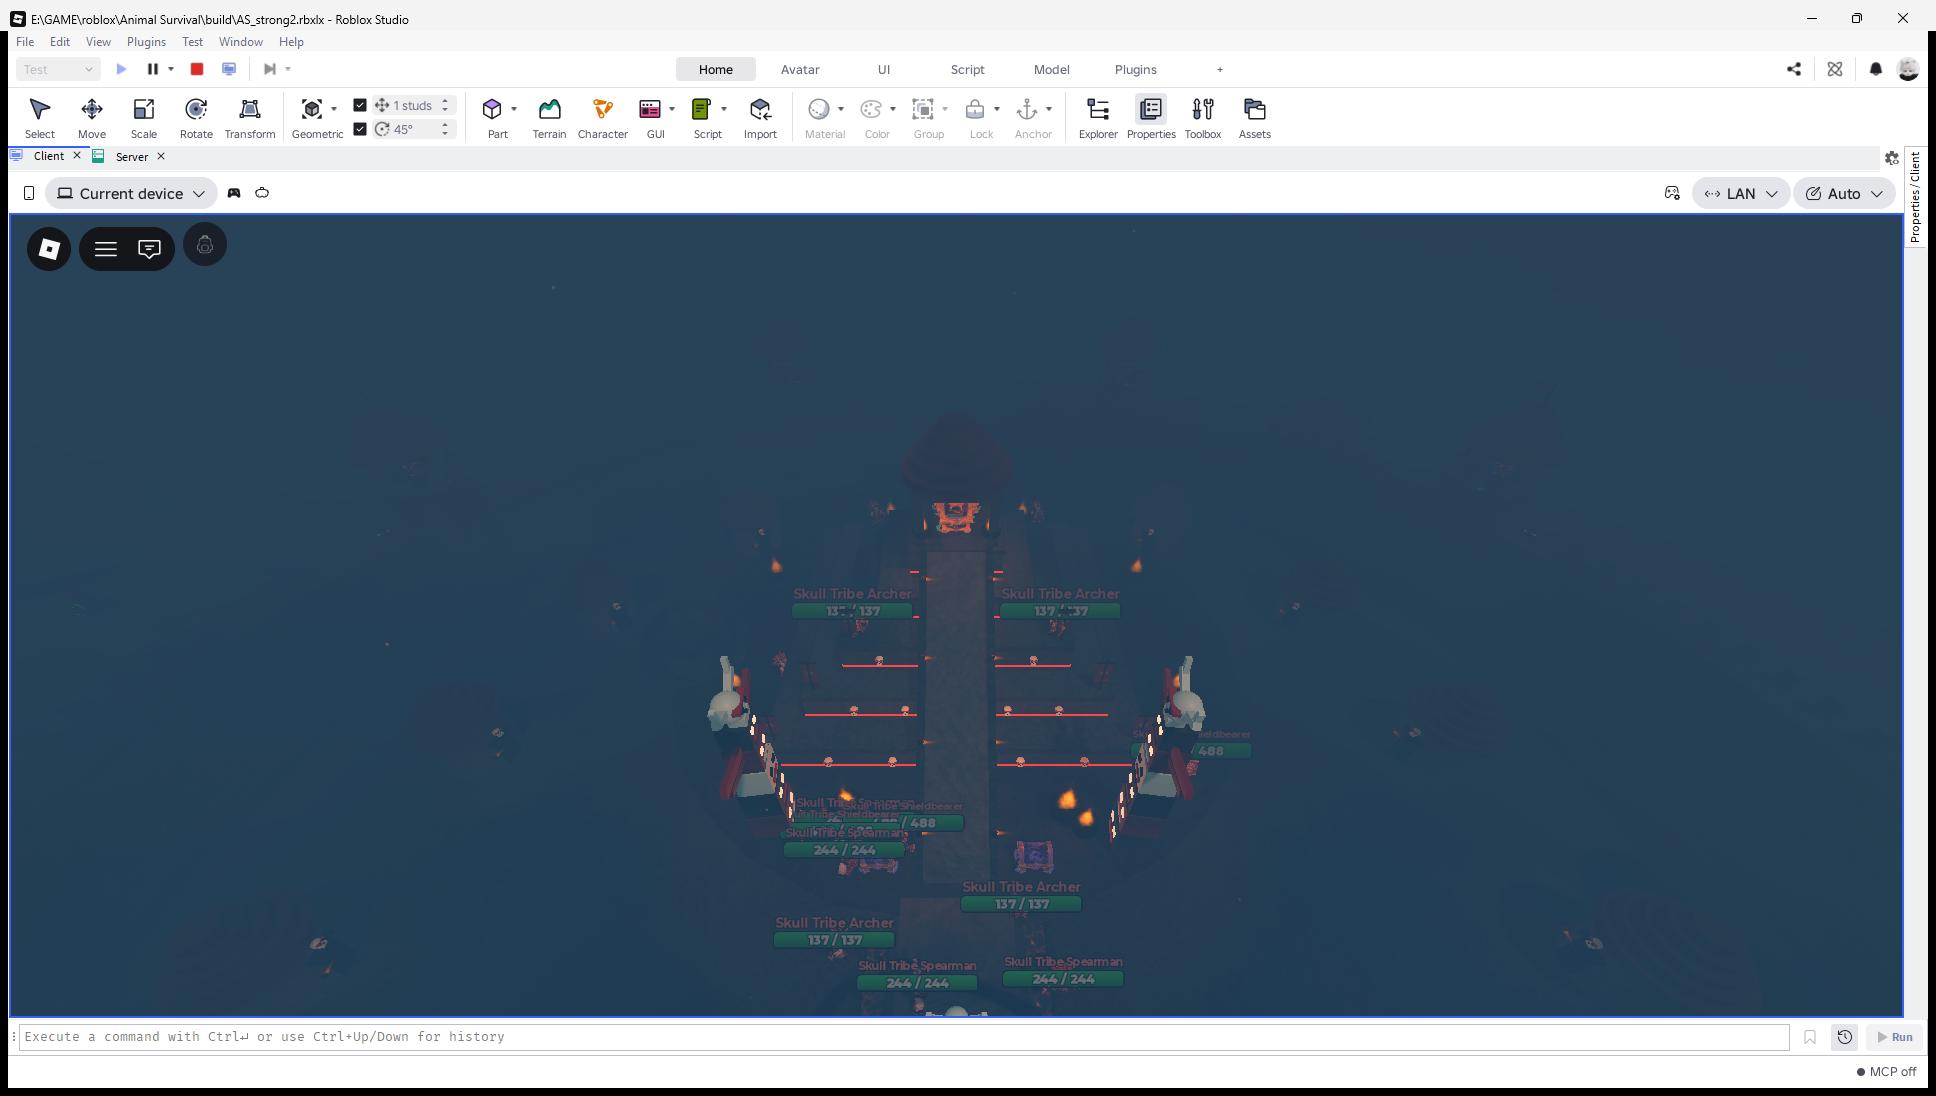 E:\GAME\roblox\Animal Survival\build\AS_strong2.rbxlx - Roblox Studio
File Edit View Plugins Test Window Help
Test
Home Avatar UI Script Model Plugins +
1 studs
45°
Select Move Scale Rotate Transform Geometric Part Terrain Character GUI Script Import Material Color Group Lock Anchor Explorer Properties Toolbox Assets
Client Server
Properties / Client
Current device
LAN
Auto
Skull Tribe Archer
137 / 137
Skull Tribe Archer
137 / 137
488
Skull Tribe Shieldbearer
/ 488
Skull Tribe Spearman
244 / 244
Skull Tribe Archer
137 / 137
Skull Tribe Archer
137 / 137
Skull Tribe Spearman
244 / 244
Skull Tribe Spearman
244 / 244
Execute a command with Ctrl↵ or use Ctrl+Up/Down for history
Run
MCP off